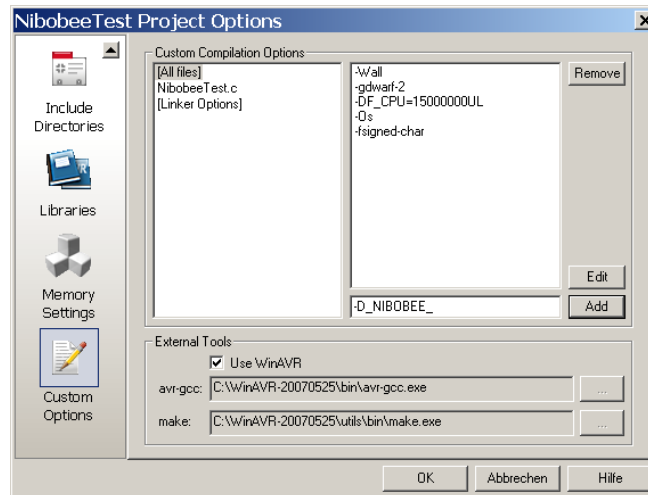 NibobeeTest Project Options
Include
Directories
Libraries
Memory
Settings
Custom
Options
Custom Compilation Options
[All files]
NibobeeTest.c
[Linker Options]
-Wall
-gdwarf-2
-DF_CPU=15000000UL
-Os
-fsigned-char
Remove
Edit
-D_NIBOBEE_
Add
External Tools
Use WinAVR
avr-gcc: C:\WinAVR-20070525\bin\avr-gcc.exe ...
make: C:\WinAVR-20070525\utils\bin\make.exe ...
OK Abbrechen Hilfe